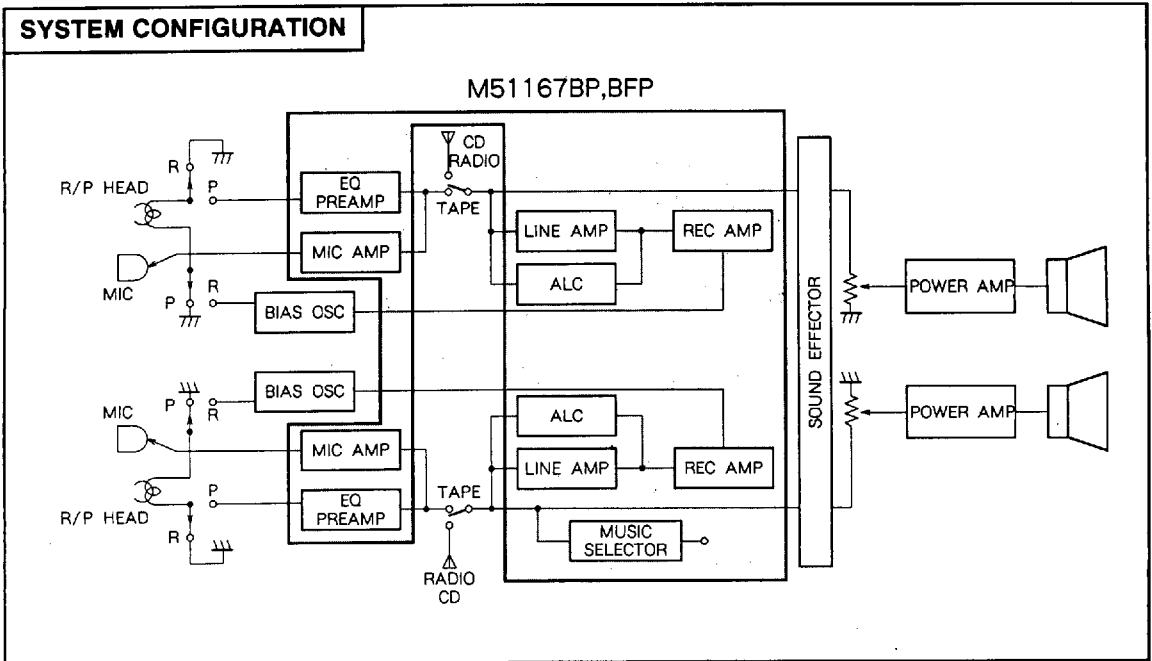 SYSTEM CONFIGURATION
M51167BP,BFP
CD
RADIO
R
R/P HEAD
P
EQ
PREAMP
TAPE
LINE AMP
REC AMP
MIC AMP
ALC
MIC
P
R
BIAS OSC
SOUND EFFECTOR
POWER AMP
BIAS OSC
P
R
MIC
ALC
POWER AMP
MIC AMP
LINE AMP
REC AMP
P
R/P HEAD
EQ
PREAMP
TAPE
R
MUSIC
SELECTOR
RADIO
CD